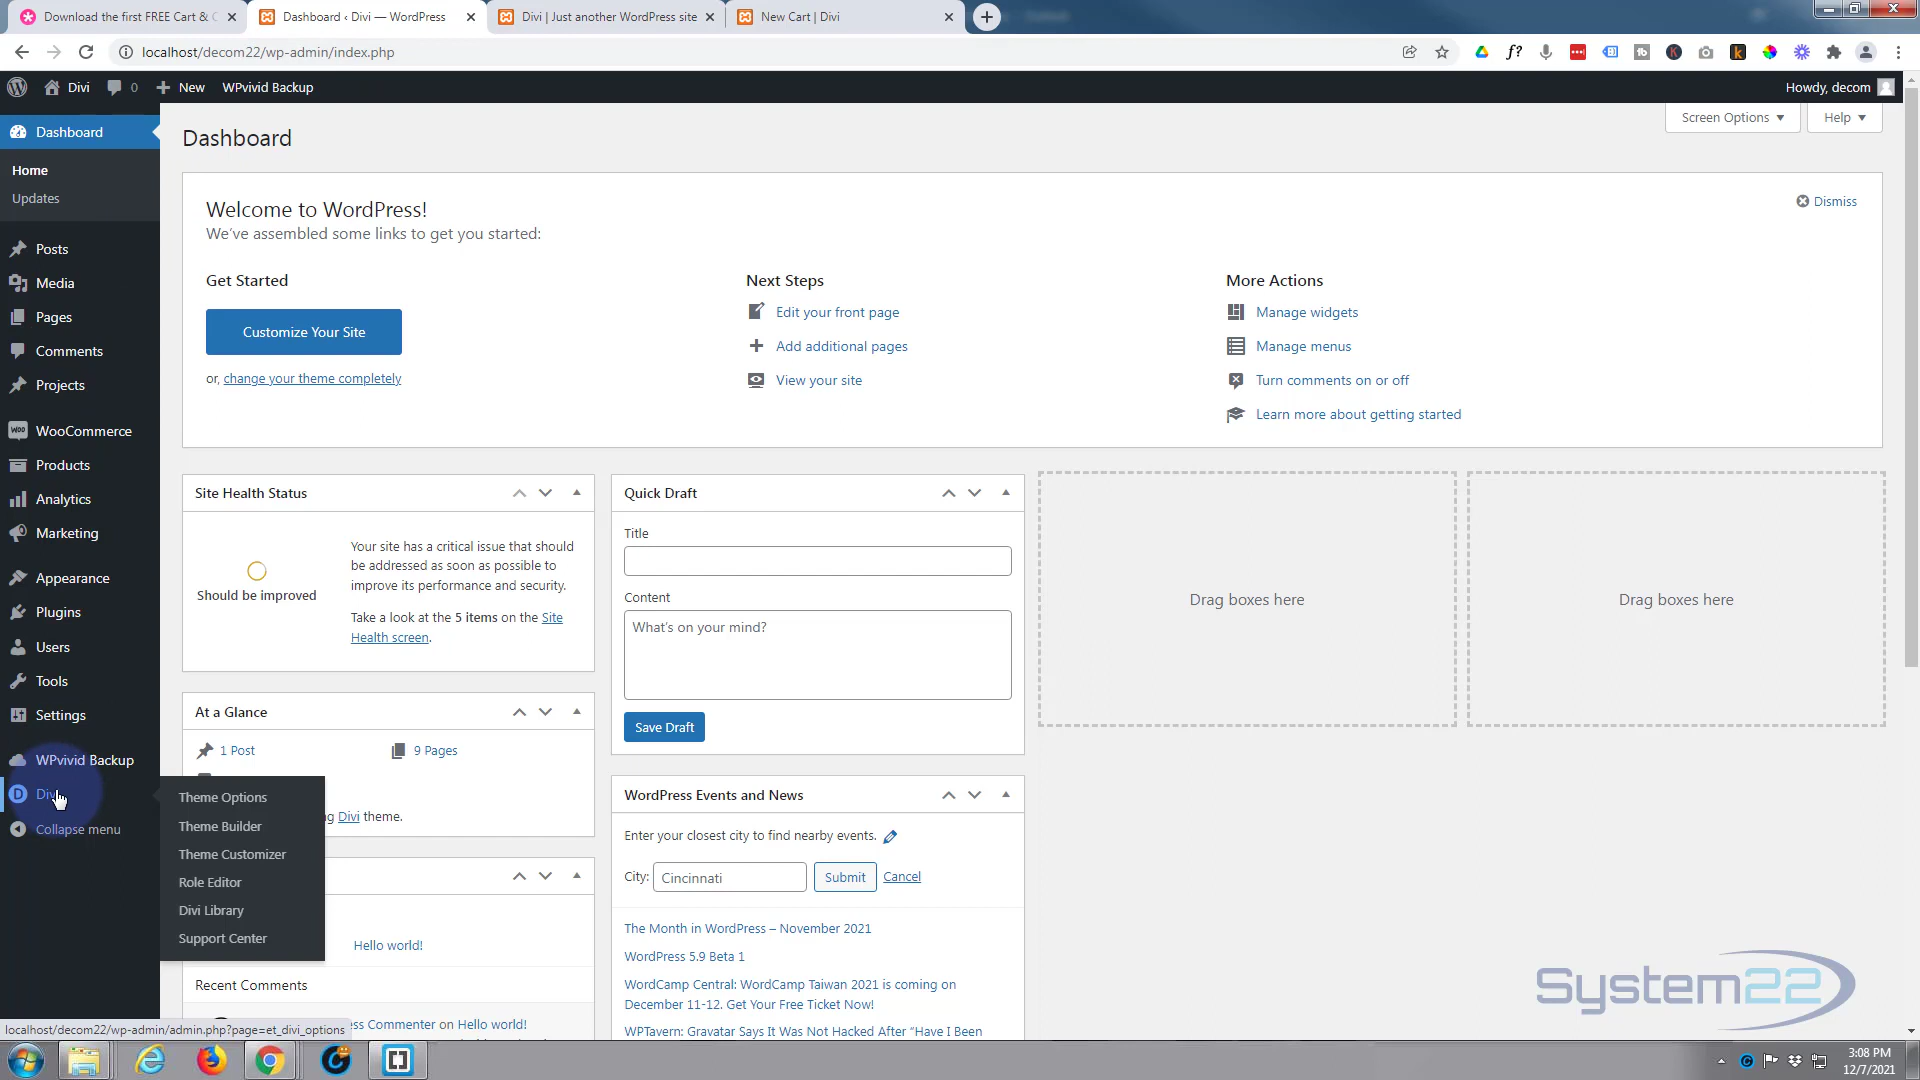 Download the first FREE Cart & C
Dashboard ‹ Divi — WordPress
Divi | Just another WordPress site
New Cart | Divi
localhost/decom22/wp-admin/index.php
Divi
0
New
WPvivid Backup
Howdy, decom
Dashboard
Home
Updates
Posts
Media
Pages
Comments
Projects
WooCommerce
Products
Analytics
Marketing
Appearance
Plugins
Users
Tools
Settings
WPvivid Backup
Divi
Collapse menu
Theme Options
Theme Builder
Theme Customizer
Role Editor
Divi Library
Support Center
Dashboard
Screen Options
Help
Welcome to WordPress!
We've assembled some links to get you started:
Dismiss
Get Started
Customize Your Site
or, change your theme completely
Next Steps
Edit your front page
Add additional pages
View your site
More Actions
Manage widgets
Manage menus
Turn comments on or off
Learn more about getting started
Site Health Status
Should be improved
Your site has a critical issue that should
be addressed as soon as possible to
improve its performance and security.
Take a look at the 5 items on the Site
Health screen.
At a Glance
1 Post
9 Pages
ng Divi theme.
Hello world!
Recent Comments
ess Commenter on Hello world!
Quick Draft
Title
Content
What's on your mind?
Save Draft
WordPress Events and News
Enter your closest city to find nearby events.
City: Cincinnati Submit Cancel
The Month in WordPress – November 2021
WordPress 5.9 Beta 1
WordCamp Central: WordCamp Taiwan 2021 is coming on
December 11-12. Get Your Free Ticket Now!
WPTavern: Gravatar Says It Was Not Hacked After “Have I Been
Drag boxes here
Drag boxes here
System22
localhost/decom22/wp-admin/admin.php?page=et_divi_options
3:08 PM
12/7/2021